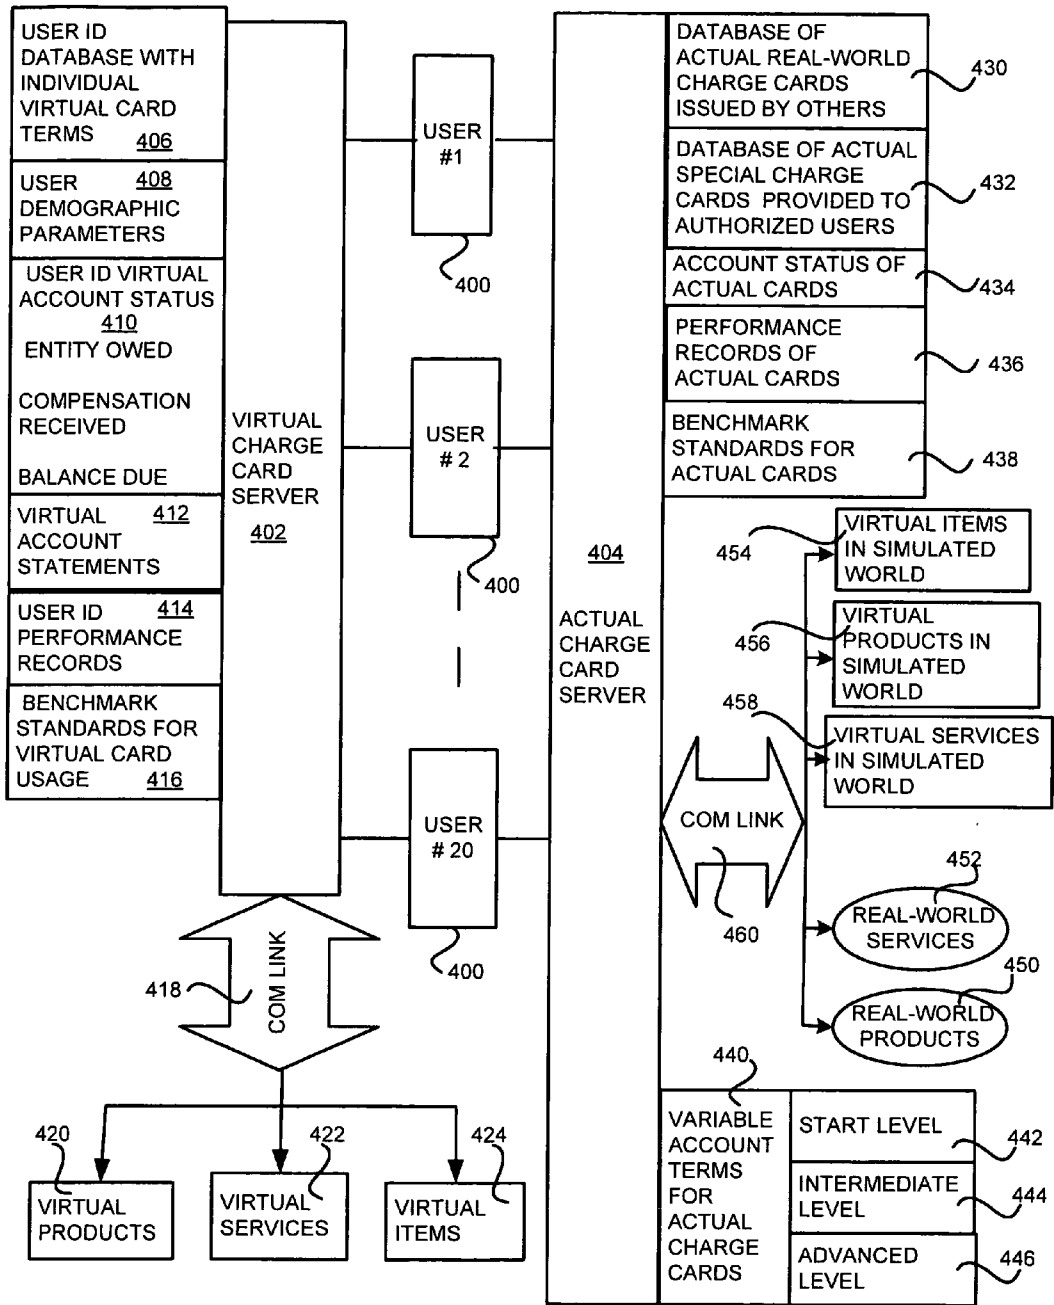 USER ID
DATABASE WITH
INDIVIDUAL
VIRTUAL CARD
TERMS 406
USER 408
DEMOGRAPHIC
PARAMETERS
USER ID VIRTUAL
ACCOUNT STATUS
410
ENTITY OWED
COMPENSATION
RECEIVED
BALANCE DUE
VIRTUAL 412
ACCOUNT
STATEMENTS
USER ID 414
PERFORMANCE
RECORDS
BENCHMARK
STANDARDS FOR
VIRTUAL CARD
USAGE 416
VIRTUAL
CHARGE
CARD
SERVER
402
USER
#1
400
USER
# 2
400
USER
# 20
400
404
ACTUAL
CHARGE
CARD
SERVER
DATABASE OF
ACTUAL REAL-WORLD
CHARGE CARDS
ISSUED BY OTHERS
430
DATABASE OF ACTUAL
SPECIAL CHARGE
CARDS PROVIDED TO
AUTHORIZED USERS
432
ACCOUNT STATUS OF
ACTUAL CARDS
434
PERFORMANCE
RECORDS OF
ACTUAL CARDS
436
BENCHMARK
STANDARDS FOR
ACTUAL CARDS
438
454
VIRTUAL ITEMS
IN SIMULATED
WORLD
456
VIRTUAL
PRODUCTS IN
SIMULATED
WORLD
458
VIRTUAL SERVICES
IN SIMULATED
WORLD
COM LINK
460
452
REAL-WORLD
SERVICES
450
REAL-WORLD
PRODUCTS
418
COM LINK
420
VIRTUAL
PRODUCTS
422
VIRTUAL
SERVICES
424
VIRTUAL
ITEMS
440
VARIABLE
ACCOUNT
TERMS
FOR
ACTUAL
CHARGE
CARDS
START LEVEL
442
INTERMEDIATE
LEVEL
444
ADVANCED
LEVEL
446